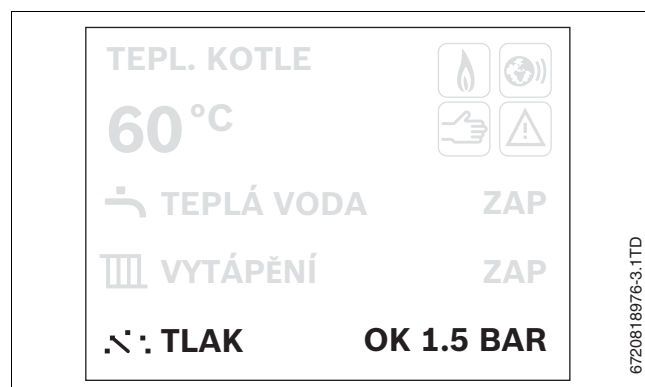 TEPL. KOTLE
60 °C
TEPLÁ VODA ZAP
VYTÁPĚNÍ ZAP
TLAK OK 1.5 BAR
6720818976-3.1TD